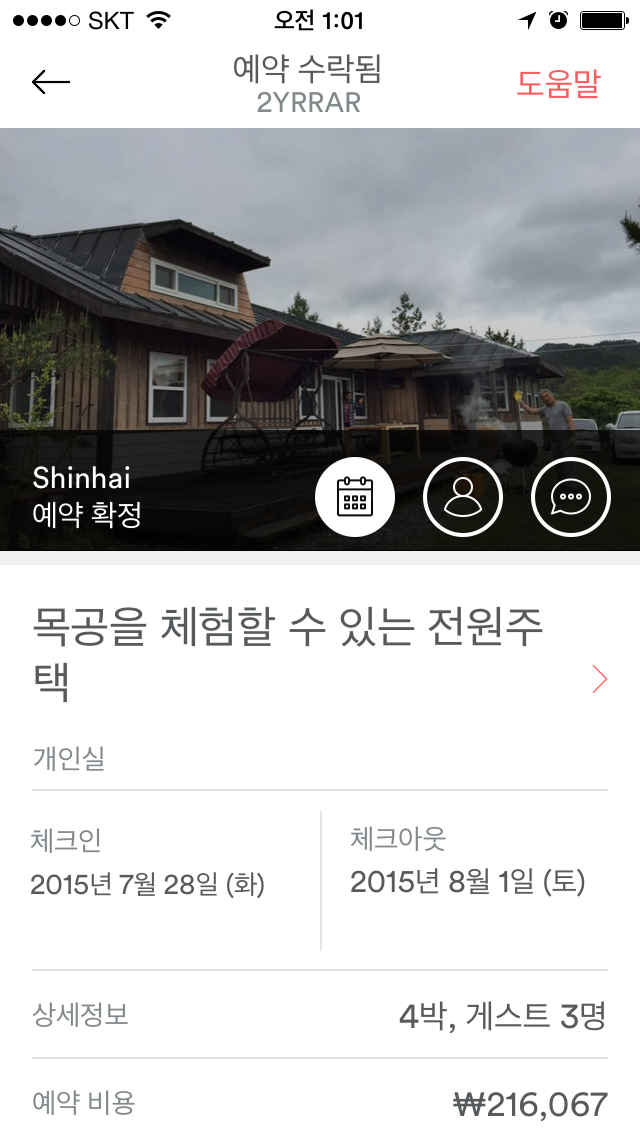 SKT 오전 1:01
예약 수락됨
2YRRAR
도움말
Shinhai
예약 확정
목공을 체험할 수 있는 전원주
택
개인실
체크인
2015년 7월 28일 (화)
체크아웃
2015년 8월 1일 (토)
상세정보
4박, 게스트 3명
예약 비용
₩216,067